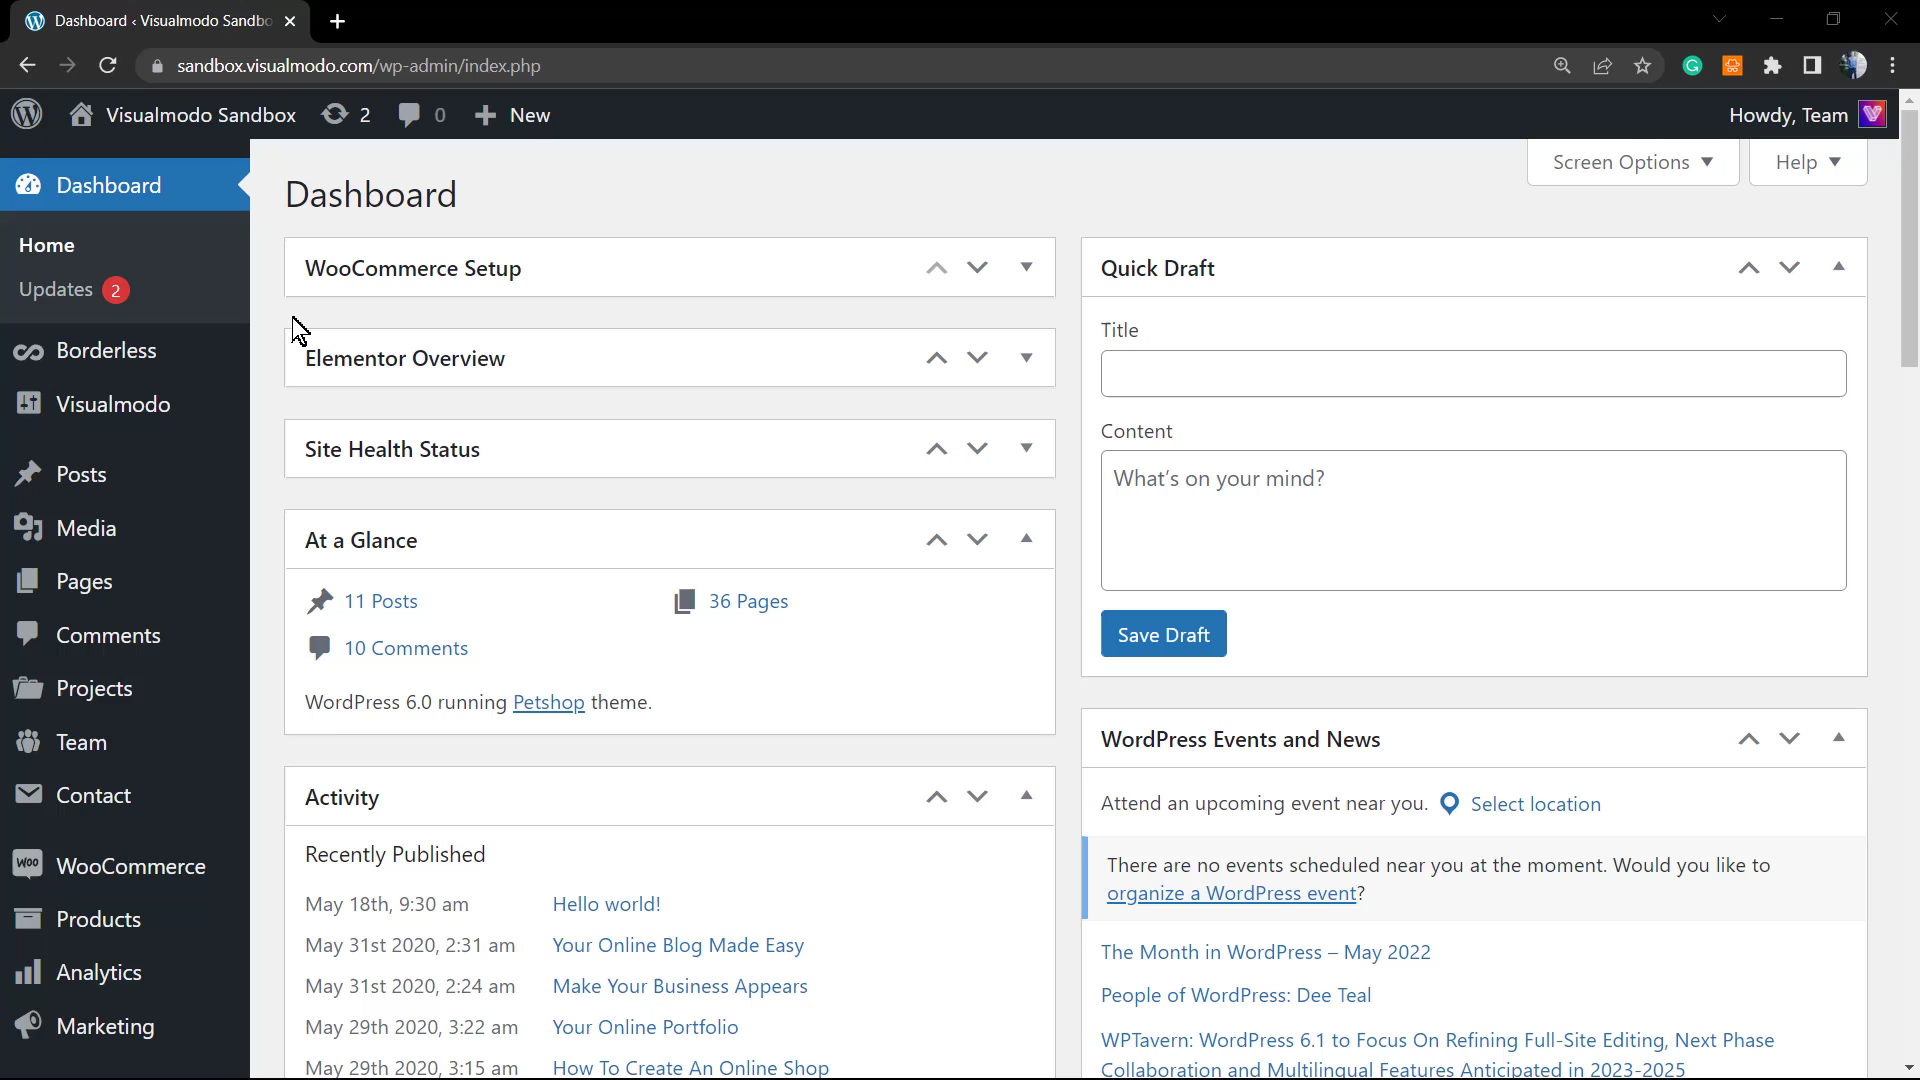 Dashboard ‹ Visualmodo Sandbo
sandbox.visualmodo.com/wp-admin/index.php
Visualmodo Sandbox 2 0 New
Howdy, Team
Screen Options
Help
Dashboard
Home
Updates 2
Borderless
Visualmodo
Posts
Media
Pages
Comments
Projects
Team
Contact
WooCommerce
Products
Analytics
Marketing
Dashboard
WooCommerce Setup
Elementor Overview
Site Health Status
At a Glance
11 Posts
36 Pages
10 Comments
WordPress 6.0 running Petshop theme.
Activity
Recently Published
May 18th, 9:30 am Hello world!
May 31st 2020, 2:31 am Your Online Blog Made Easy
May 31st 2020, 2:24 am Make Your Business Appears
May 29th 2020, 3:22 am Your Online Portfolio
May 29th 2020, 3:15 am How To Create An Online Shop
Quick Draft
Title
Content
What's on your mind?
Save Draft
WordPress Events and News
Attend an upcoming event near you. Select location
There are no events scheduled near you at the moment. Would you like to
organize a WordPress event?
The Month in WordPress – May 2022
People of WordPress: Dee Teal
WPTavern: WordPress 6.1 to Focus On Refining Full-Site Editing, Next Phase
Collaboration and Multilingual Features Anticipated in 2023-2025